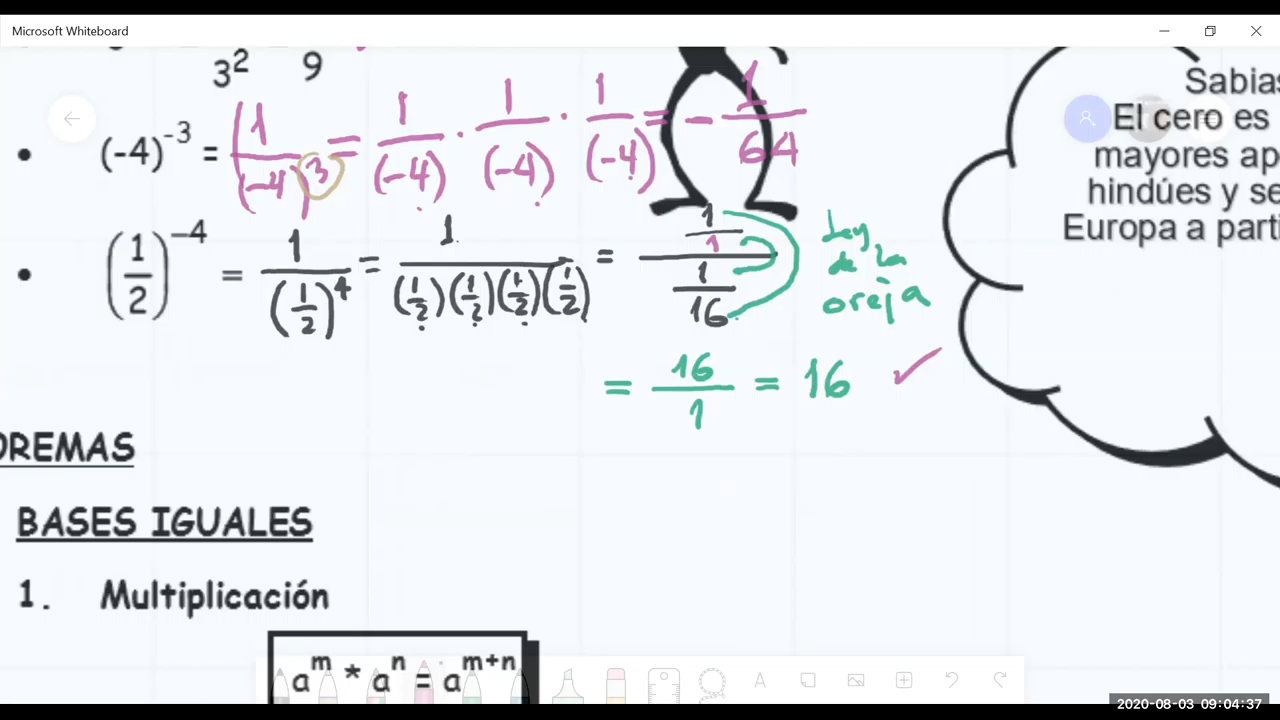 Microsoft Whiteboard
3² 9
• (-4)⁻³ = 1/(-4)³ = 1/(-4) · 1/(-4) · 1/(-4) = - 1/64
• (1/2)⁻⁴ = 1/(1/2)⁴ = 1/(1/2)(1/2)(1/2)(1/2) = (1/1)/(1/16)
Ley
de la
oreja
= 16/1 = 16 ✓
Sabias
El cero es
mayores ap
hindúes y se
Europa a parti
OREMAS
BASES IGUALES
1. Multiplicación
aᵐ * aⁿ = aᵐ⁺ⁿ
2020-08-03 09:04:37